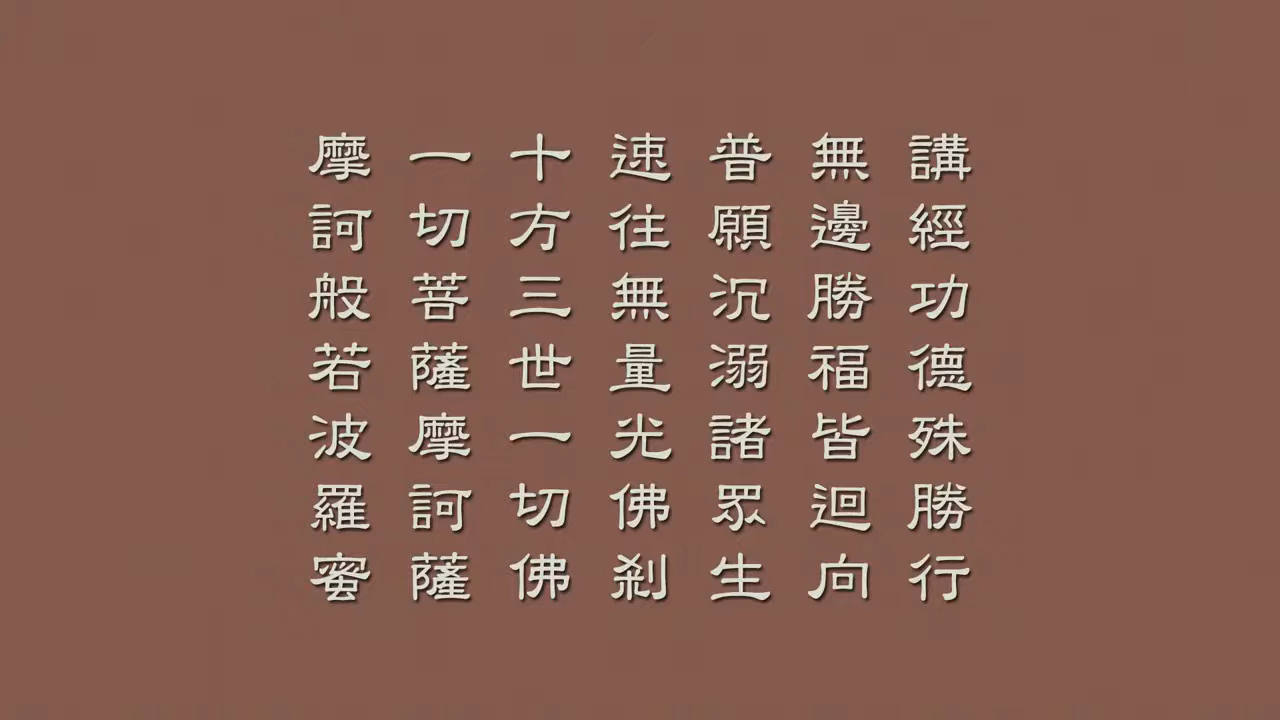 講經功德殊勝行
無邊勝福皆迴向
普願沉溺諸眾生
速往無量光佛剎
十方三世一切佛
一切菩薩摩訶薩
摩訶般若波羅蜜